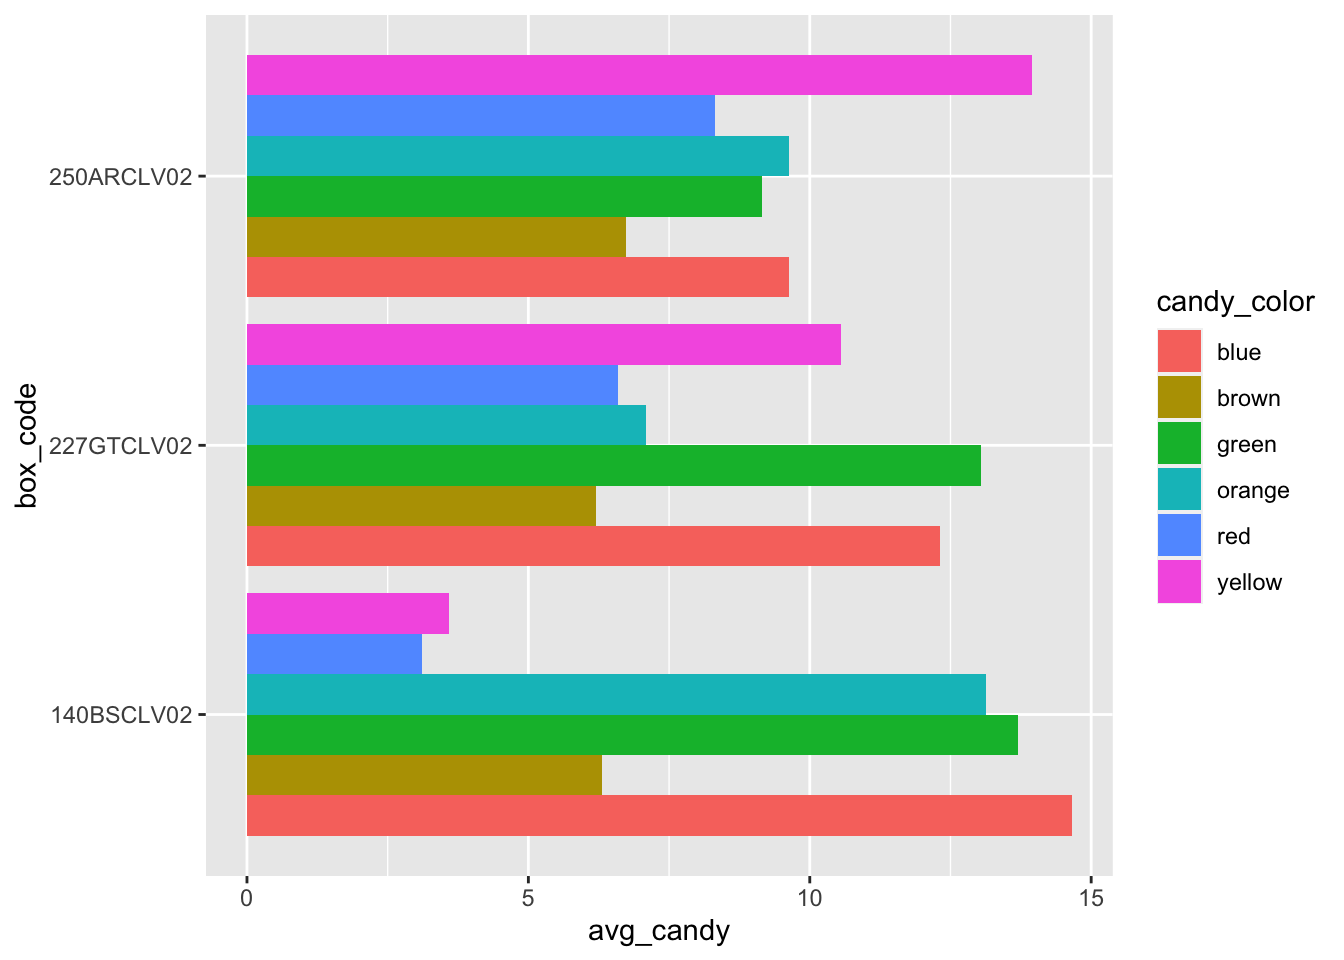 250ARCLV02
227GTCLV02
140BSCLV02
box_code
0 5 10 15
avg_candy
candy_color
blue
brown
green
orange
red
yellow